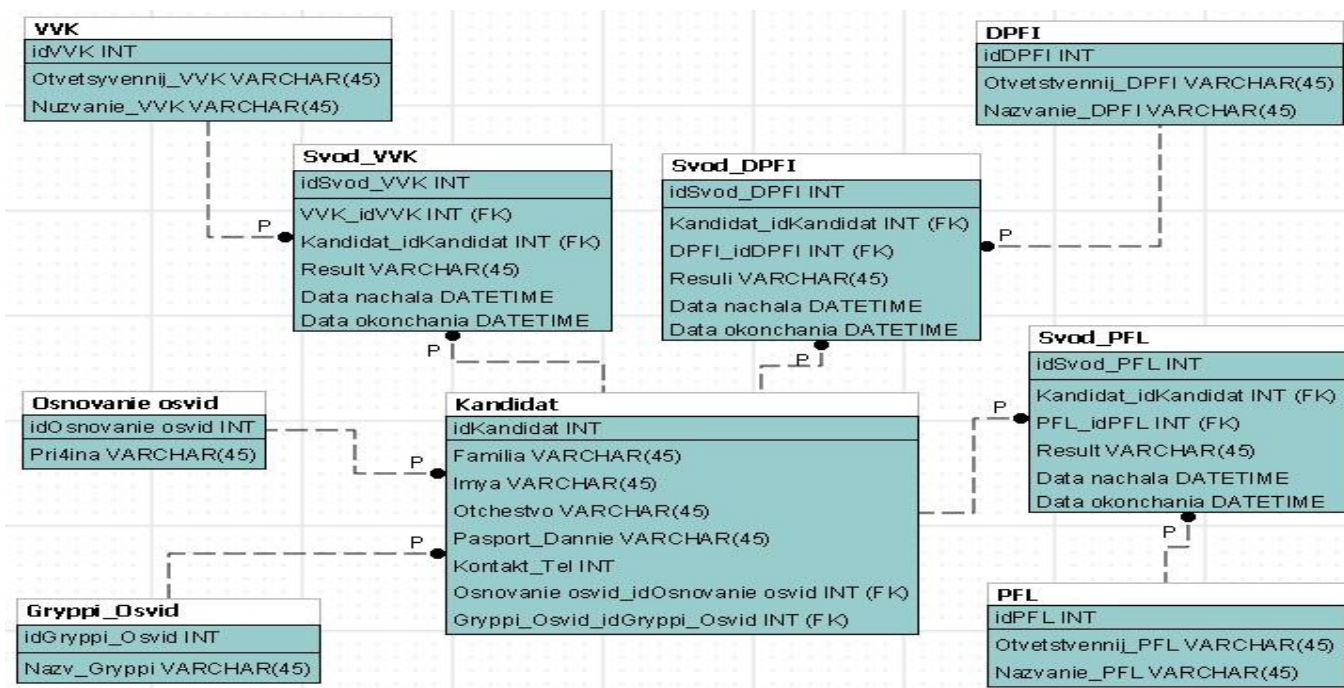 VVK
idVVK INT
Otvetsyvennij_VVK VARCHAR(45)
Nuzvanie_VVK VARCHAR(45)
DPFI
idDPFI INT
Otvetstvennij_DPFI VARCHAR(45)
Nazvanie_DPFI VARCHAR(45)
Svod_VVK
idSvod_VVK INT
VVK_idVVK INT (FK)
Kandidat_idKandidat INT (FK)
Result VARCHAR(45)
Data nachala DATETIME
Data okonchania DATETIME
P
P
Svod_DPFI
idSvod_DPFI INT
Kandidat_idKandidat INT (FK)
DPFI_idDPFI INT (FK)
Resuli VARCHAR(45)
Data nachala DATETIME
Data okonchania DATETIME
P
P
Svod_PFL
idSvod_PFL INT
Kandidat_idKandidat INT (FK)
PFL_idPFL INT (FK)
Result VARCHAR(45)
Data nachala DATETIME
Data okonchania DATETIME
P
P
Osnovanie osvid
idOsnovanie osvid INT
Pri4ina VARCHAR(45)
P
Kandidat
idKandidat INT
Familia VARCHAR(45)
Imya VARCHAR(45)
Otchestvo VARCHAR(45)
Pasport_Dannie VARCHAR(45)
Kontakt_Tel INT
Osnovanie osvid_idOsnovanie osvid INT (FK)
Gryppi_Osvid_idGryppi_Osvid INT (FK)
P
Gryppi_Osvid
idGryppi_Osvid INT
Nazv_Gryppi VARCHAR(45)
PFL
idPFL INT
Otvetstvennij_PFL VARCHAR(45)
Nazvanie_PFL VARCHAR(45)